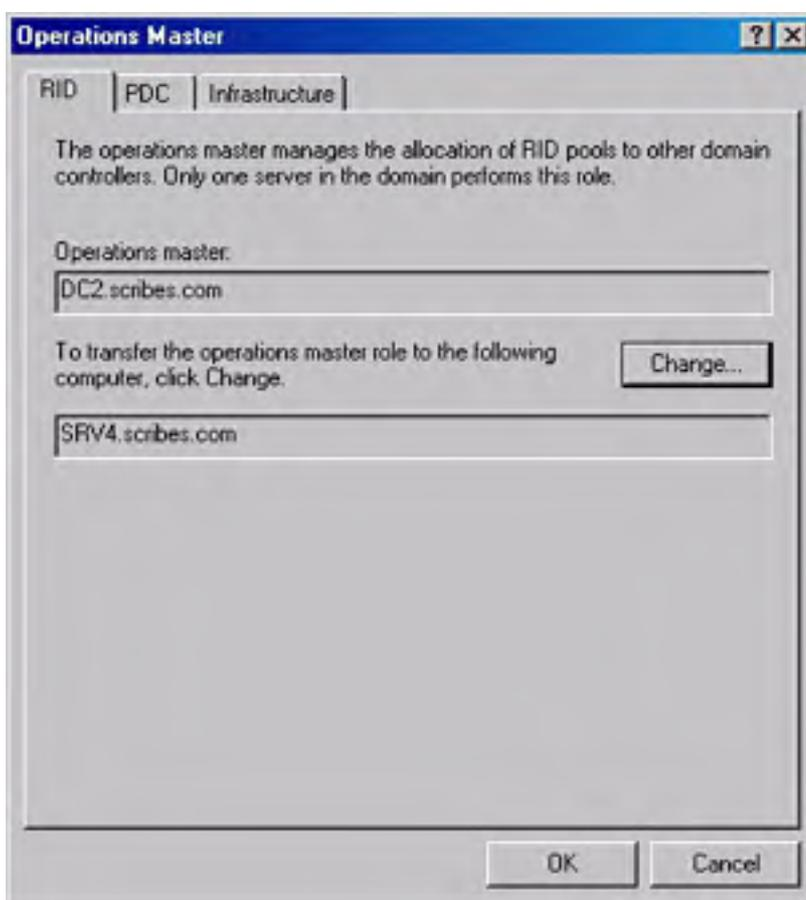 Operations Master
RID PDC Infrastructure
The operations master manages the allocation of RID pools to other domain
controllers. Only one server in the domain performs this role.
Operations master:
DC2.scribes.com
To transfer the operations master role to the following
computer, click Change.
Change...
SRV4.scribes.com
OK Cancel